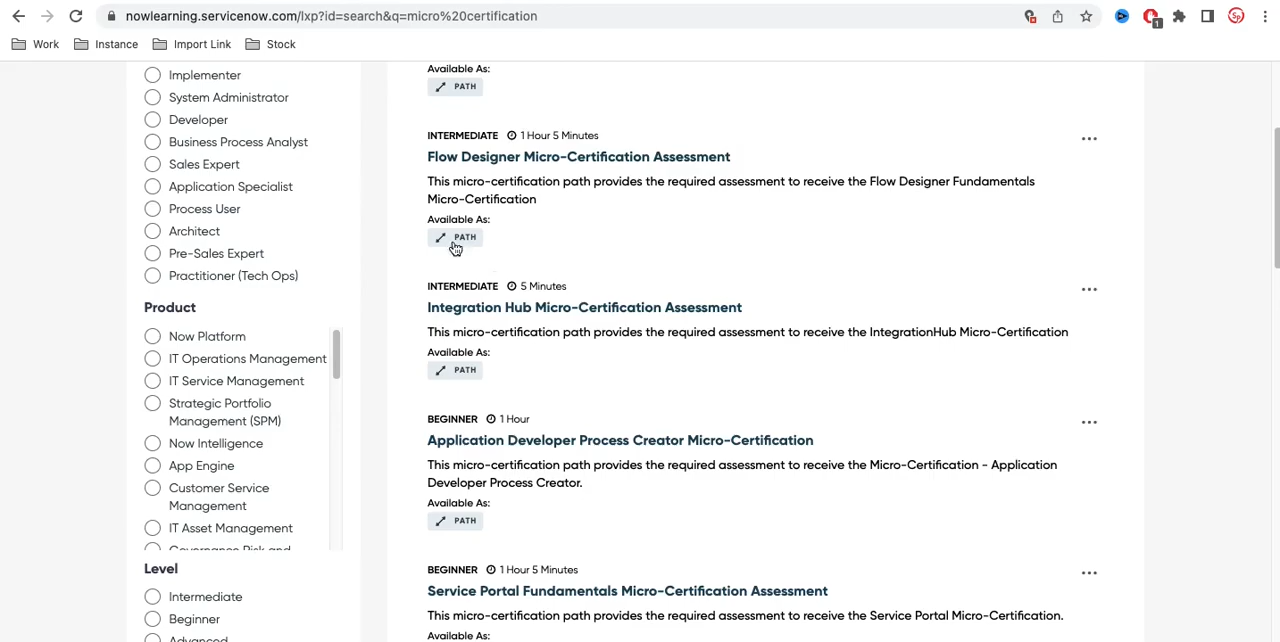 nowlearning.servicenow.com/lxp?id=search&q=micro%20certification
1
Sp
Work
Instance
Import Link
Stock
Implementer
System Administrator
Developer
Business Process Analyst
Sales Expert
Application Specialist
Process User
Architect
Pre-Sales Expert
Practitioner (Tech Ops)
Product
Now Platform
IT Operations Management
IT Service Management
Strategic Portfolio
Management (SPM)
Now Intelligence
App Engine
Customer Service
Management
IT Asset Management
Governance Risk and
Level
Intermediate
Beginner
Advanced
Available As:
PATH
INTERMEDIATE 1 Hour 5 Minutes
Flow Designer Micro-Certification Assessment
This micro-certification path provides the required assessment to receive the Flow Designer Fundamentals
Micro-Certification
Available As:
PATH
INTERMEDIATE 5 Minutes
Integration Hub Micro-Certification Assessment
This micro-certification path provides the required assessment to receive the IntegrationHub Micro-Certification
Available As:
PATH
BEGINNER 1 Hour
Application Developer Process Creator Micro-Certification
This micro-certification path provides the required assessment to receive the Micro-Certification - Application
Developer Process Creator.
Available As:
PATH
BEGINNER 1 Hour 5 Minutes
Service Portal Fundamentals Micro-Certification Assessment
This micro-certification path provides the required assessment to receive the Service Portal Micro-Certification.
Available As: